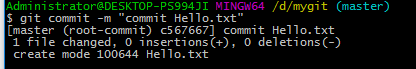 Administrator@DESKTOP-PS994JI MINGW64 /d/mygit (master)
$ git commit -m "commit Hello.txt"
[master (root-commit) c567667] commit Hello.txt
 1 file changed, 0 insertions(+), 0 deletions(-)
 create mode 100644 Hello.txt